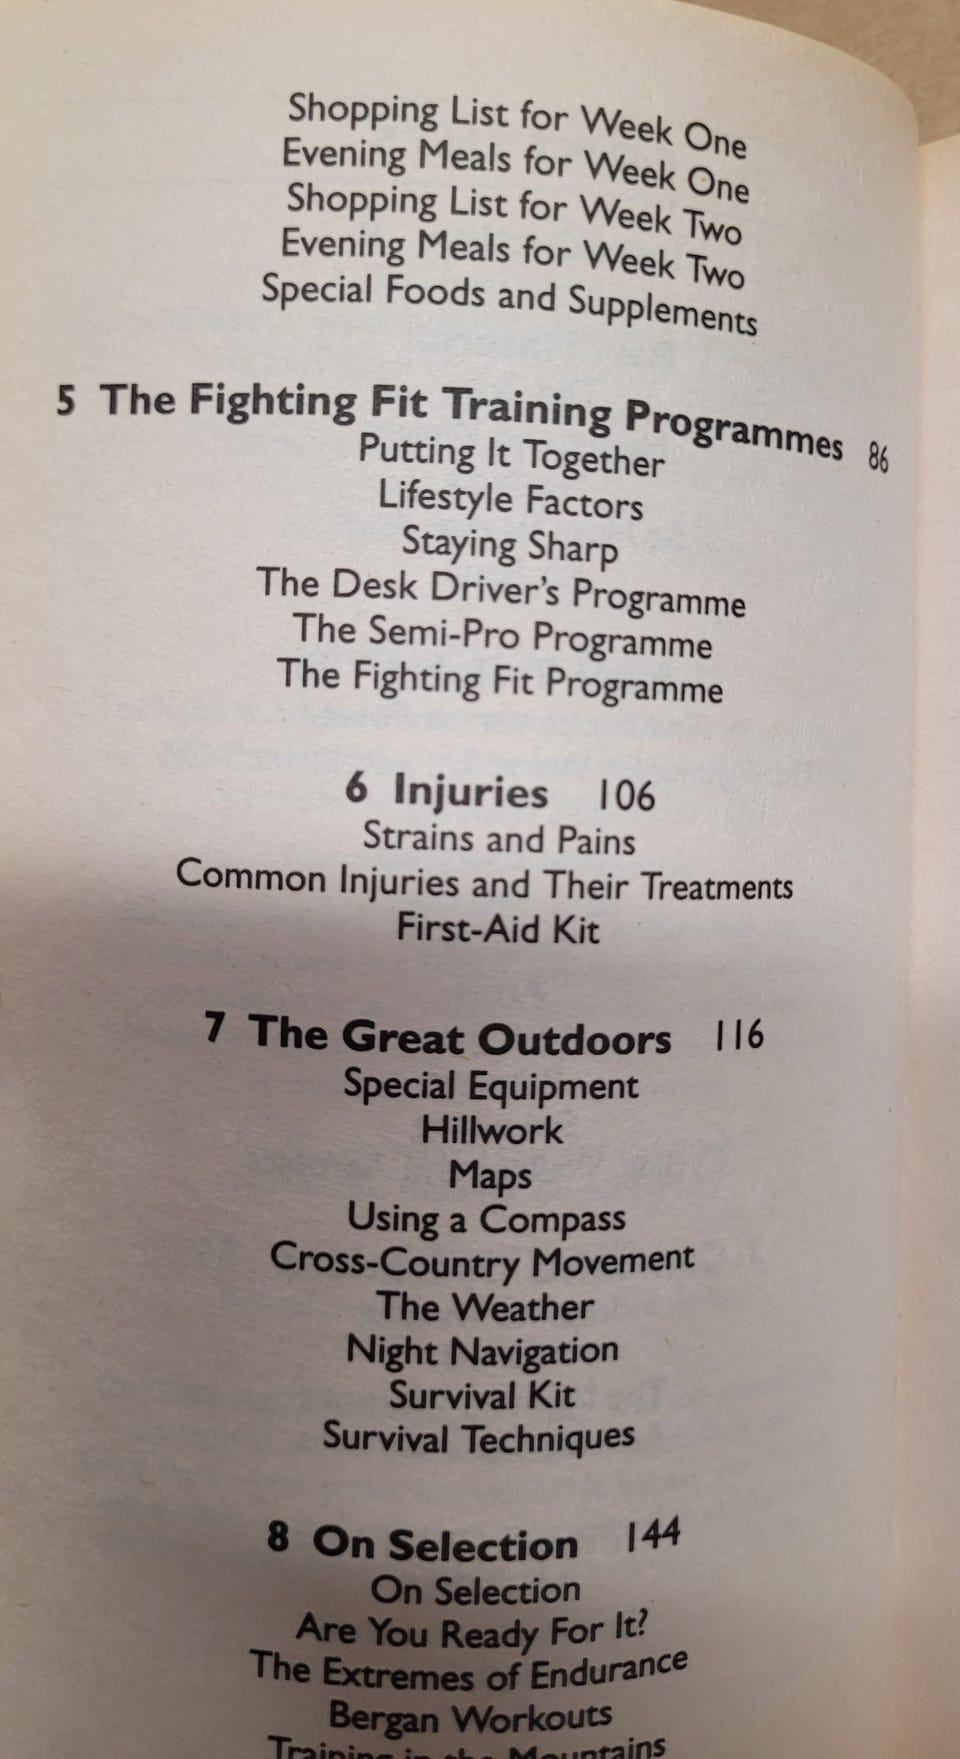 Shopping List for Week One
Evening Meals for Week One
Shopping List for Week Two
Evening Meals for Week Two
Special Foods and Supplements
5 The Fighting Fit Training Programmes 86
Putting It Together
Lifestyle Factors
Staying Sharp
The Desk Driver's Programme
The Semi-Pro Programme
The Fighting Fit Programme
6 Injuries 106
Strains and Pains
Common Injuries and Their Treatments
First-Aid Kit
7 The Great Outdoors 116
Special Equipment
Hillwork
Maps
Using a Compass
Cross-Country Movement
The Weather
Night Navigation
Survival Kit
Survival Techniques
8 On Selection 144
On Selection
Are You Ready For It?
The Extremes of Endurance
Bergan Workouts
Training in the Mountains